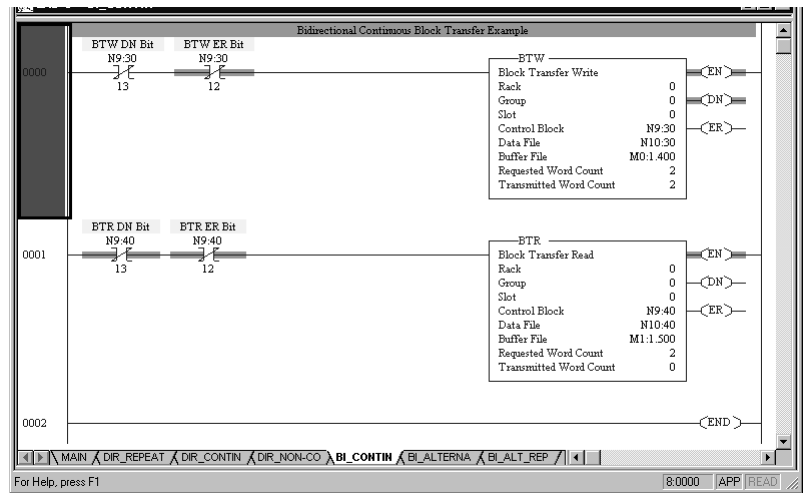 Bidirectional Continuous Block Transfer Example
BTW DN Bit BTW ER Bit
N9:30 N9:30
0000
13 12
BTW
Block Transfer Write
Rack 0
Group 0
Slot 0
Control Block N9:30
Data File N10:30
Buffer File M0:1.400
Requested Word Count 2
Transmitted Word Count 2
EN
DN
ER
BTR DN Bit BTR ER Bit
N9:40 N9:40
0001
13 12
BTR
Block Transfer Read
Rack 0
Group 0
Slot 0
Control Block N9:40
Data File N10:40
Buffer File M1:1.500
Requested Word Count 2
Transmitted Word Count 0
EN
DN
ER
0002
END
MAIN DIR_REPEAT DIR_CONTIN DIR_NON-CO BI_CONTIN BI_ALTERNA BI_ALT_REP
For Help, press F1
8:0000 APP READ